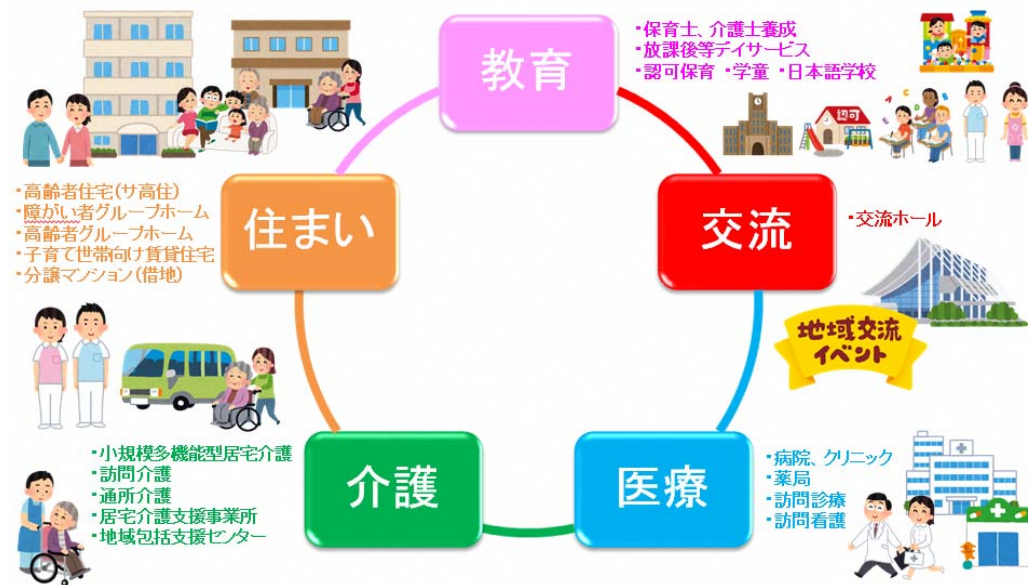 教育
・保育士、介護士養成
・放課後等デイサービス
・認可保育 ・学童 ・日本語学校
認可
A B C D
交流
・交流ホール
地域交流
イベント
医療
・病院、クリニック
・薬局
・訪問診療
・訪問看護
介護
・小規模多機能型居宅介護
・訪問介護
・通所介護
・居宅介護支援事業所
・地域包括支援センター
住まい
・高齢者住宅(サ高住)
・障がい者グループホーム
・高齢者グループホーム
・子育て世帯向け賃貸住宅
・分譲マンション(借地)